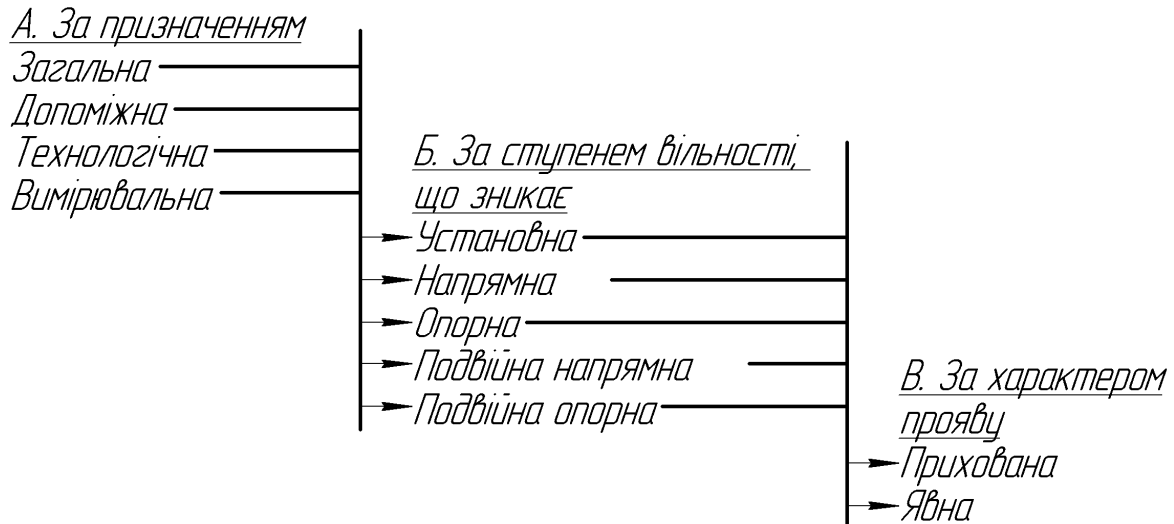 А. За призначенням
Загальна
Допоміжна
Технологічна
Вимірювальна
Б. За ступенем вільності,
що зникає
Установна
Напрямна
Опорна
Подвійна напрямна
Подвійна опорна
В. За характером
прояву
Прихована
Явна